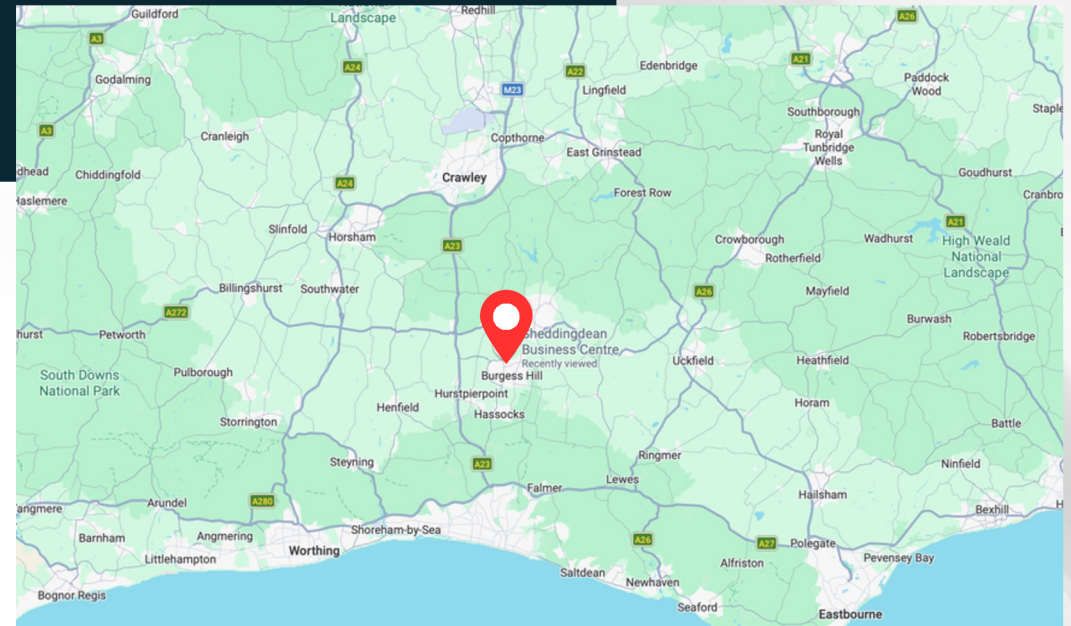 Guildford
Landscape
Redhill
A26
A3
A24
A22
Edenbridge
A21
Godalming
M23
Lingfield
Paddock
Wood
Southborough
Staple
A3
Cranleigh
Copthorne
Royal
Tunbridge
Wells
East Grinstead
dhead
Chiddingfold
Crawley
Goudhurst
A24
Forest Row
Cranbro
Haslemere
A21
Slinfold
Horsham
A23
Crowborough
Wadhurst
High Weald
National
Landscape
Rotherfield
Billingshurst
Southwater
A26
Mayfield
A272
Burwash
hurst
Petworth
Sheddingdean
Business Centre
Recently viewed
Robertsbridge
Uckfield
Heathfield
South Downs
National Park
Pulborough
Burgess Hill
Hurstpierpoint
Henfield
Hassocks
Horam
Storrington
Battle
Steyning
A23
Ringmer
Ninfield
Falmer
Lewes
Hailsham
Arundel
A280
angmere
Bexhill
H
Barnham
Angmering
Shoreham-by-Sea
A26
A27
Polegate
Worthing
Littlehampton
Pevensey Bay
Alfriston
Saltdean
Newhaven
Bognor Regis
Seaford
Eastbourne